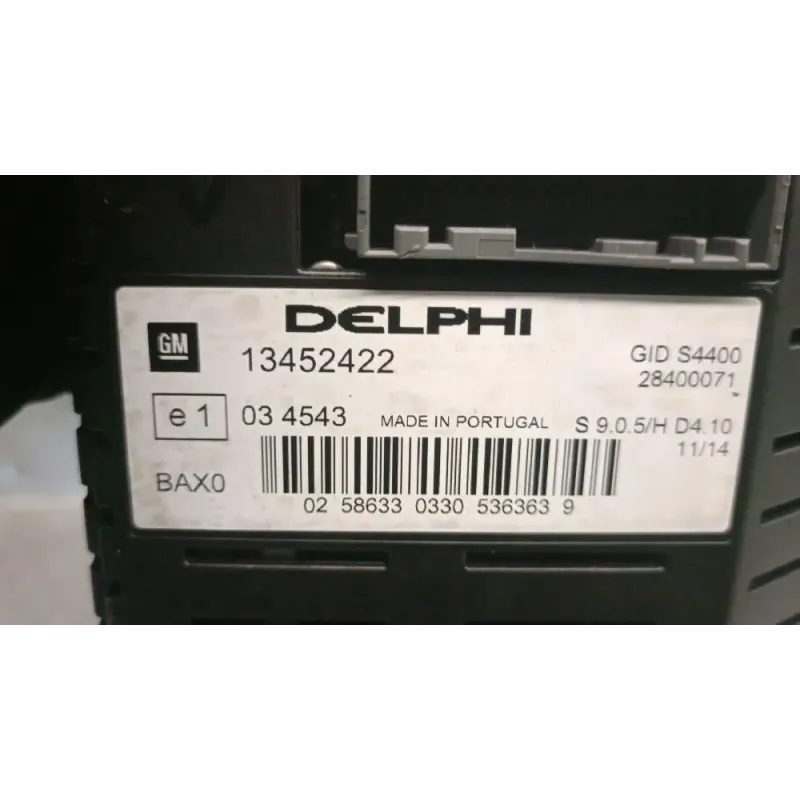 DELPHI
GM
13452422
GID S4400
28400071
e 1
03 4543
MADE IN PORTUGAL
S 9.0.5/H D4.10
11/14
BAX0
02 58633 0330 536363 9